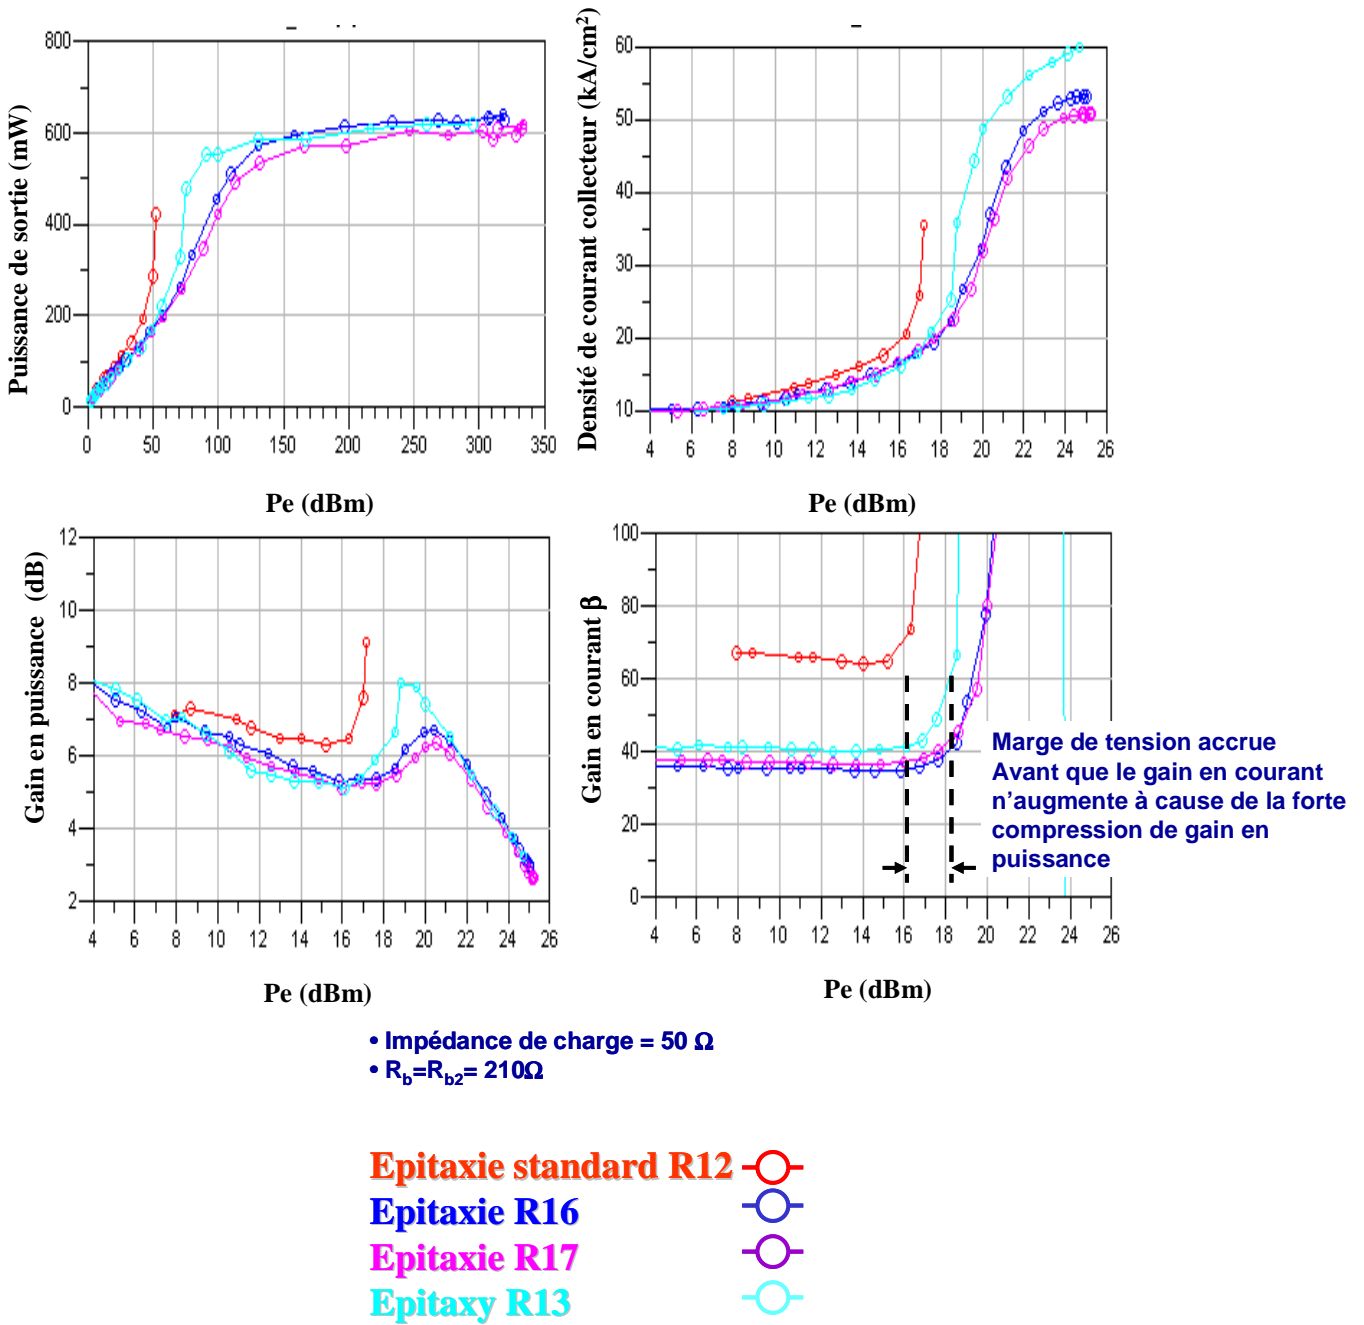 800
600
400
200
0
0
50
100
150
200
250
300
350
Puissance de sortie (mW)
Pe (dBm)
60
50
40
30
20
10
4 6 8 10 12 14 16 18 20 22 24 26
Densité de courant collecteur (kA/cm²)
Pe (dBm)
12
10
8
6
4
2
4 6 8 10 12 14 16 18 20 22 24 26
Gain en puissance (dB)
Pe (dBm)
100
80
60
40
20
0
4 6 8 10 12 14 16 18 20 22 24 26
Gain en courant β
Pe (dBm)
Marge de tension accrue
Avant que le gain en courant
n’augmente à cause de la forte
compression de gain en
puissance
• Impédance de charge = 50 Ω
• Rb=Rb2= 210Ω
Epitaxie standard R12
Epitaxie R16
Epitaxie R17
Epitaxy R13